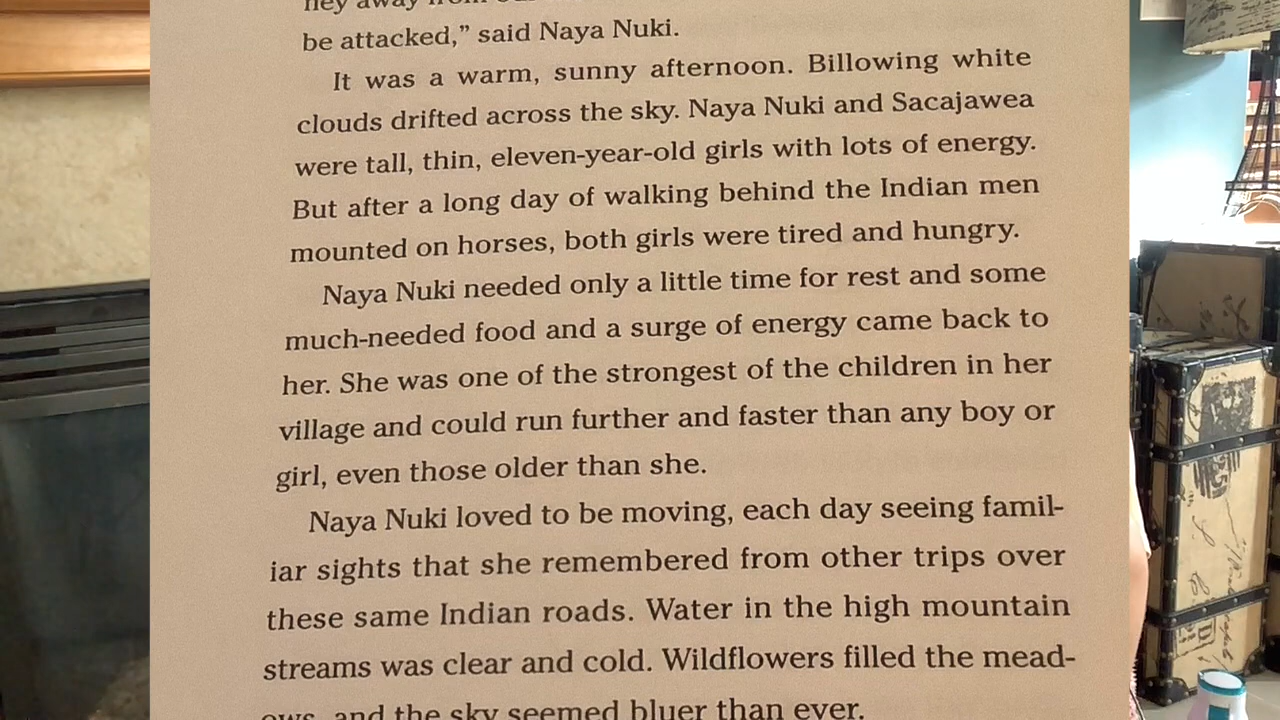 be attacked,” said Naya Nuki.
It was a warm, sunny afternoon. Billowing white
clouds drifted across the sky. Naya Nuki and Sacajawea
were tall, thin, eleven-year-old girls with lots of energy.
But after a long day of walking behind the Indian men
mounted on horses, both girls were tired and hungry.
Naya Nuki needed only a little time for rest and some
much-needed food and a surge of energy came back to
her. She was one of the strongest of the children in her
village and could run further and faster than any boy or
girl, even those older than she.
Naya Nuki loved to be moving, each day seeing famil-
iar sights that she remembered from other trips over
these same Indian roads. Water in the high mountain
streams was clear and cold. Wildflowers filled the mead-
ows, and the sky seemed bluer than ever.